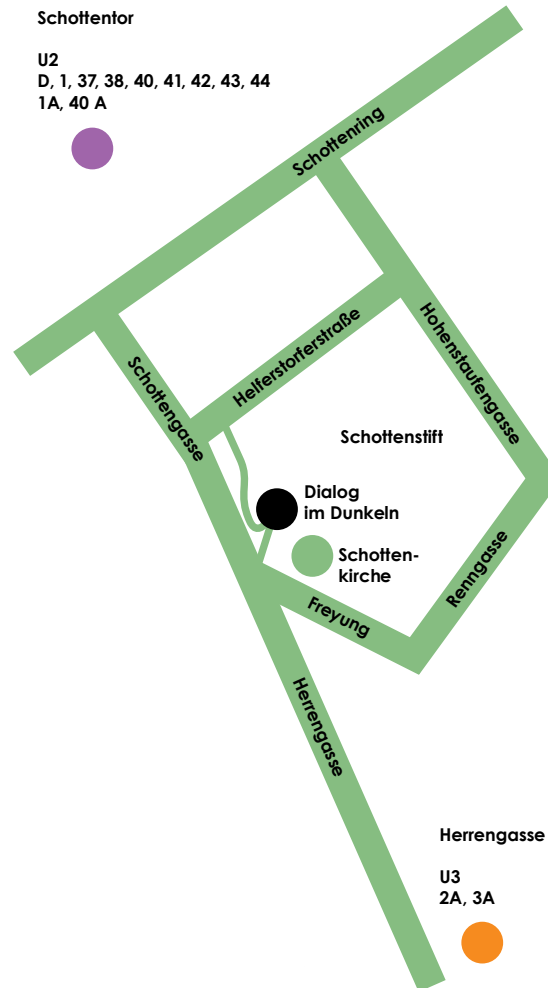 Schottentor
U2
D, 1, 37, 38, 40, 41, 42, 43, 44
1A, 40 A
Schottenring
Helferstorferstraße
Hohenstaufengasse
Schottengasse
Schottenstift
Dialog
im Dunkeln
Schotten-
kirche
Renngasse
Freyung
Herrengasse
Herrengasse
U3
2A, 3A